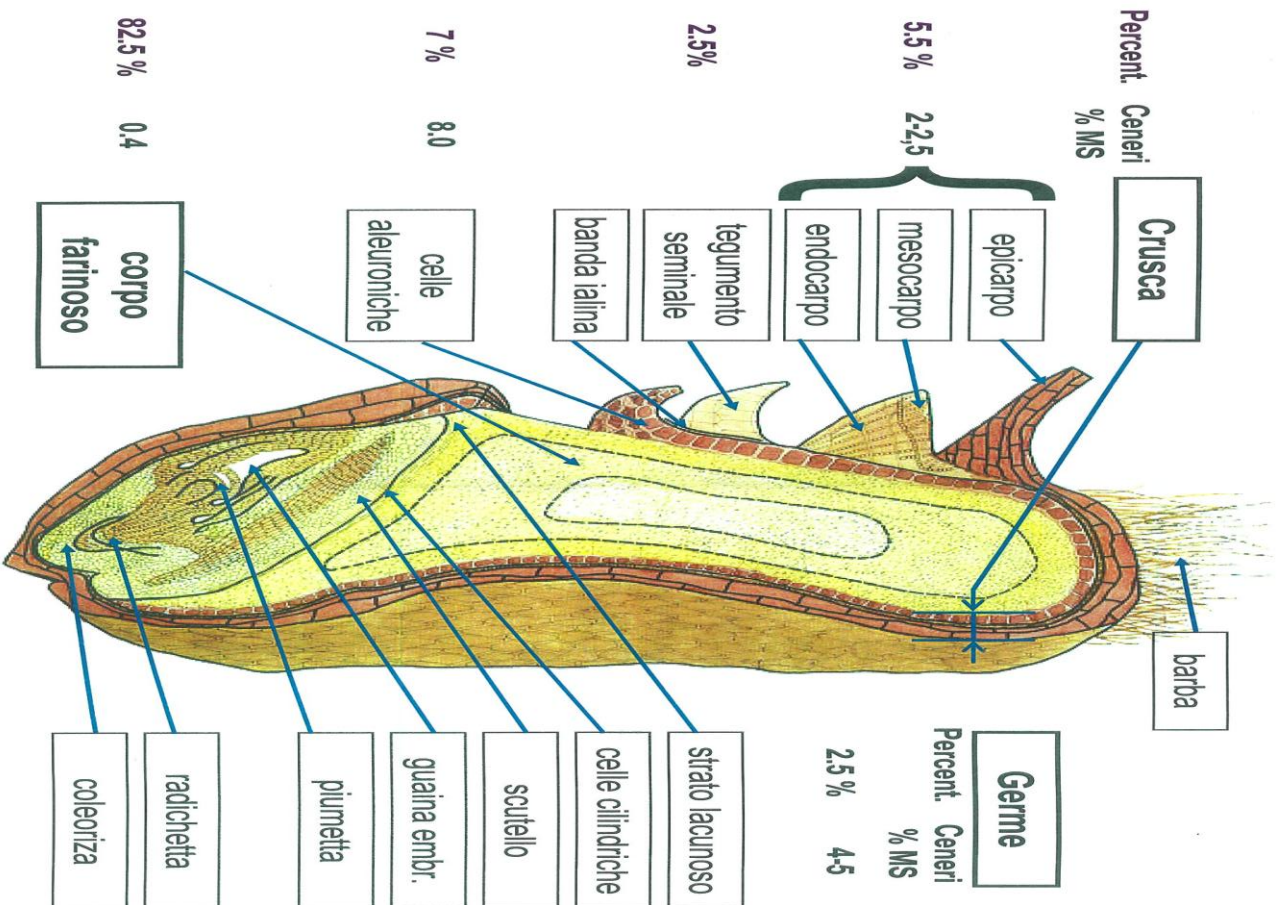 Percent. Ceneri
% MS
5.5 % 2-2,5
2.5%
7 % 8.0
82.5 % 0.4
Crusca
epicarpo
mesocarpo
endocarpo
tegumento
seminale
banda ialina
celle
aleuroniche
corpo
farinoso
barba
Germe
Percent. Ceneri
% MS
2.5 % 4-5
strato lacunoso
celle cilindriche
scutello
guaina embr.
piumetta
radichetta
coleoriza